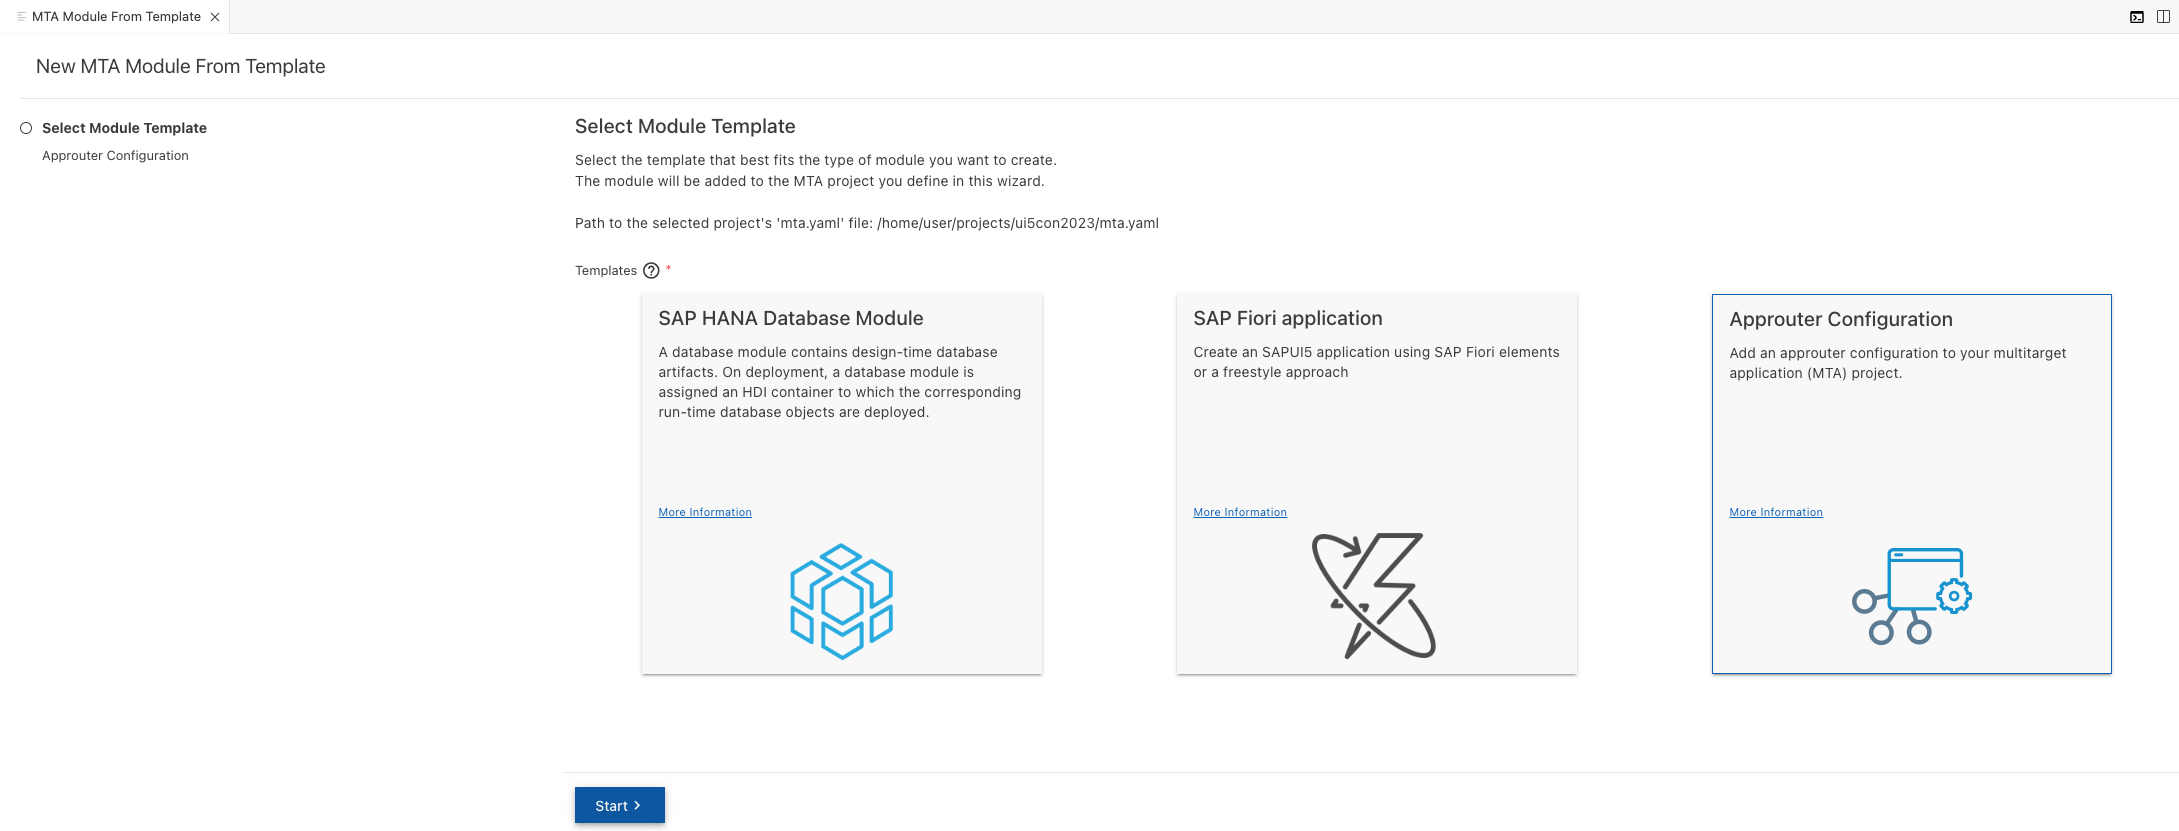 MTA Module From Template
New MTA Module From Template
Select Module Template
Approuter Configuration
Select Module Template
Select the template that best fits the type of module you want to create.
The module will be added to the MTA project you define in this wizard.
Path to the selected project's 'mta.yaml' file: /home/user/projects/ui5con2023/mta.yaml
Templates ? *
SAP HANA Database Module
A database module contains design-time database
artifacts. On deployment, a database module is
assigned an HDI container to which the corresponding
run-time database objects are deployed.
More Information
SAP Fiori application
Create an SAPUI5 application using SAP Fiori elements
or a freestyle approach
More Information
Approuter Configuration
Add an approuter configuration to your multitarget
application (MTA) project.
More Information
Start